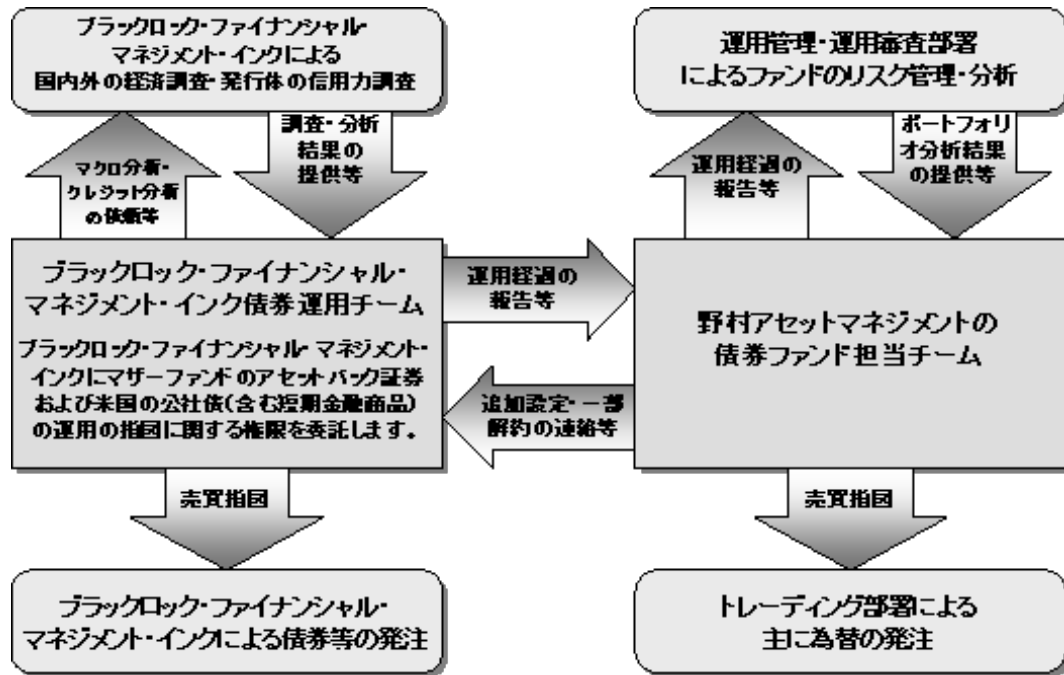 ブラックロック・ファイナンシャル・
マネジメント・インクによる
国内外の経済調査・発行体の信用力調査
運用管理・運用審査部署
によるファンドのリスク管理・分析
マクロ分析・
クレジット分析
の依頼等
調査・分析
結果の
提供等
運用経過の
報告等
ポートフォリ
オ分析結果
の提供等
ブラックロック・ファイナンシャル・
マネジメント・インク債券運用チーム
ブラックロック・ファイナンシャル・マネジメント・
インクにマザーファンドのアセットバック証券
および米国の公社債(含む短期金融商品)
の運用の指図に関する権限を委託します。
運用経過の
報告等
追加設定・一部
解約の連絡等
野村アセットマネジメントの
債券ファンド担当チーム
売買指図
売買指図
ブラックロック・ファイナンシャル・
マネジメント・インクによる債券等の発注
トレーディング部署による
主に為替の発注